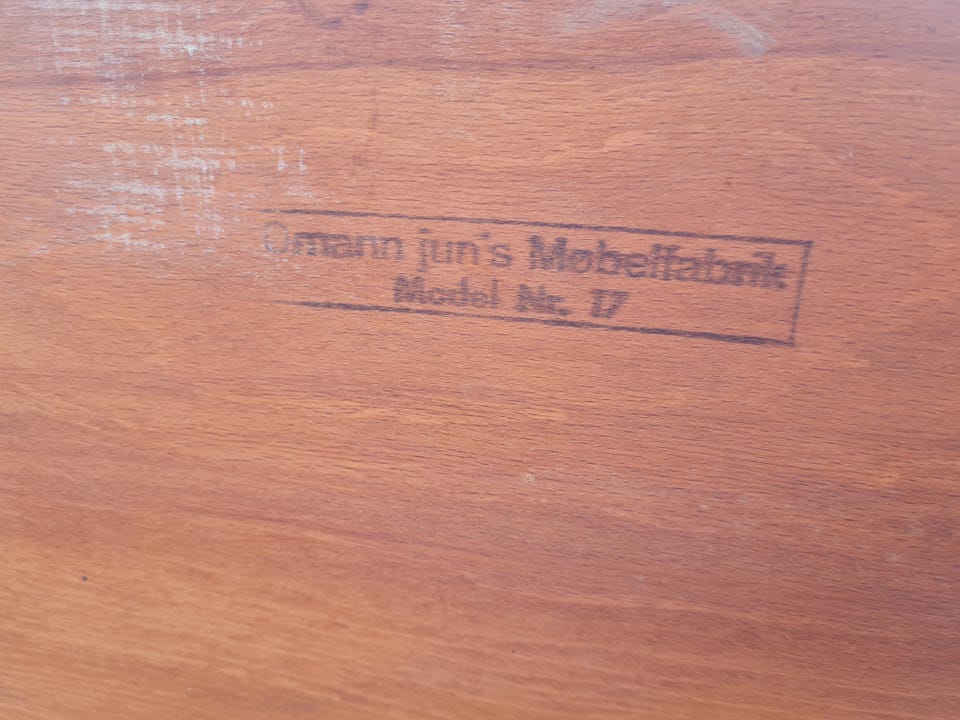 Omann jun's Møbelfabrik
Model Nr. 17